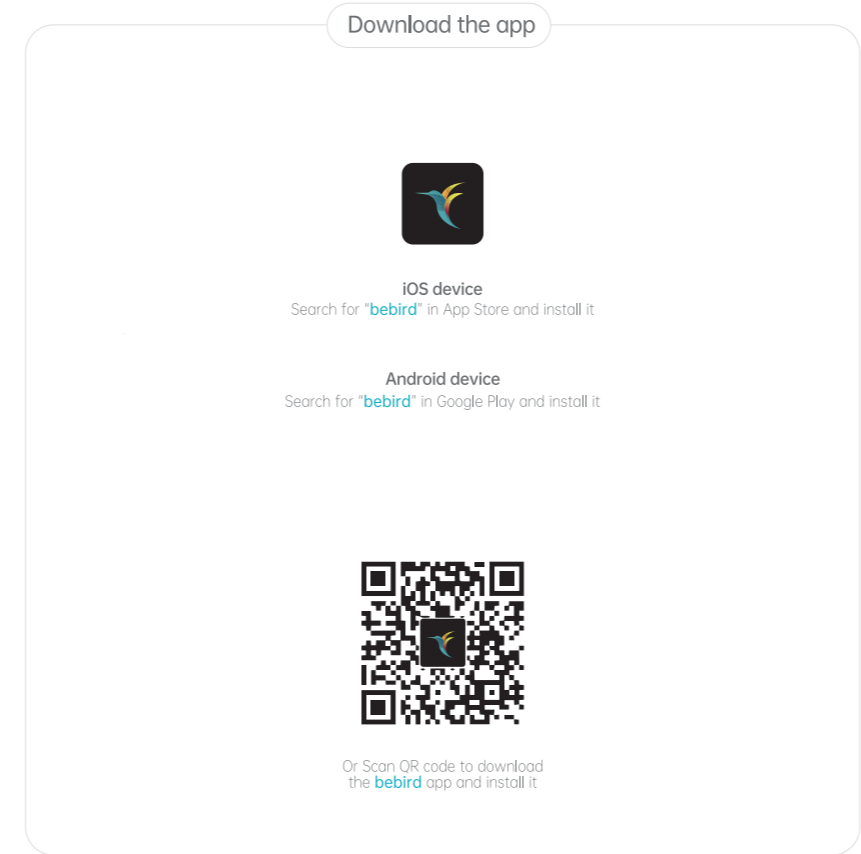 Download the app
iOS device
Search for "bebird" in App Store and install it
Android device
Search for "bebird" in Google Play and install it
Or Scan QR code to download
the bebird app and install it